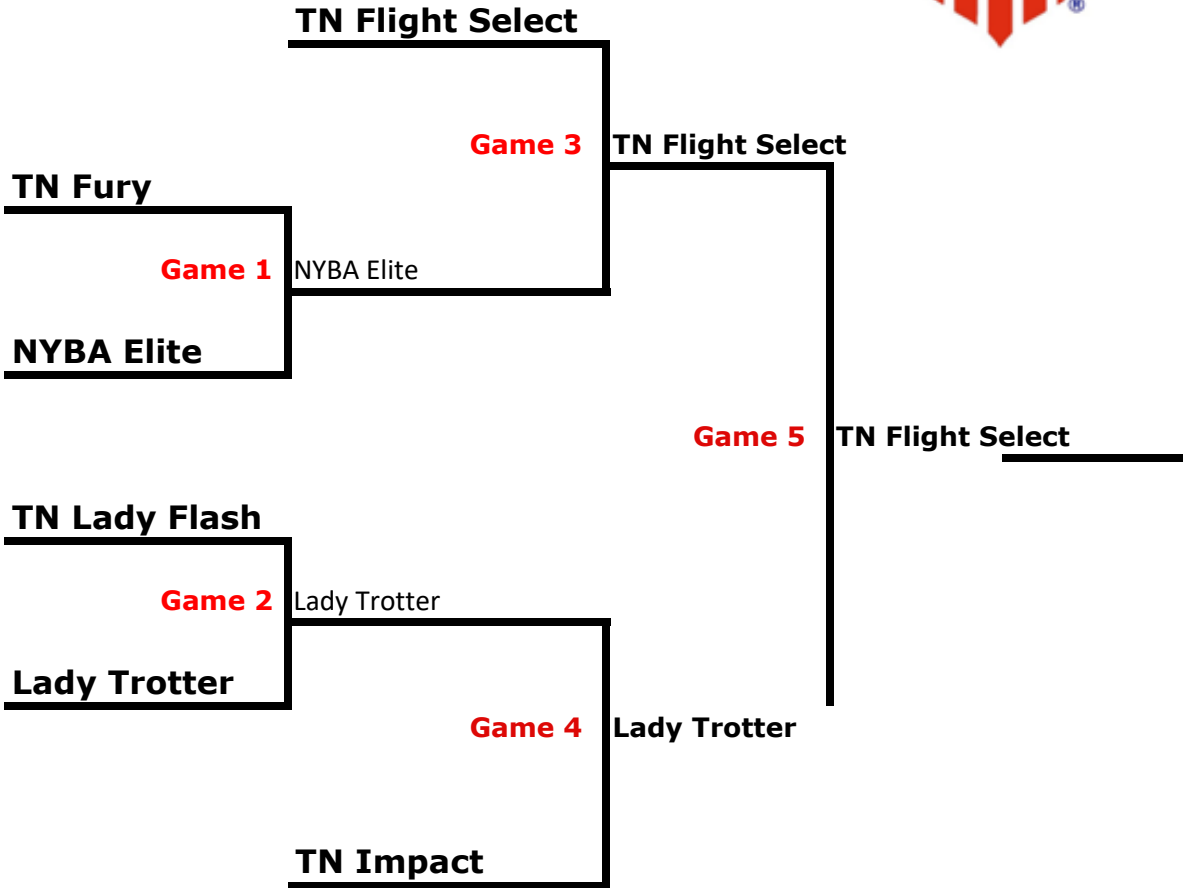 TN Flight Select
Game 3 TN Flight Select
TN Fury
Game 1 NYBA Elite
NYBA Elite
Game 5 TN Flight Select
TN Lady Flash
Game 2 Lady Trotter
Lady Trotter
Game 4 Lady Trotter
TN Impact
®